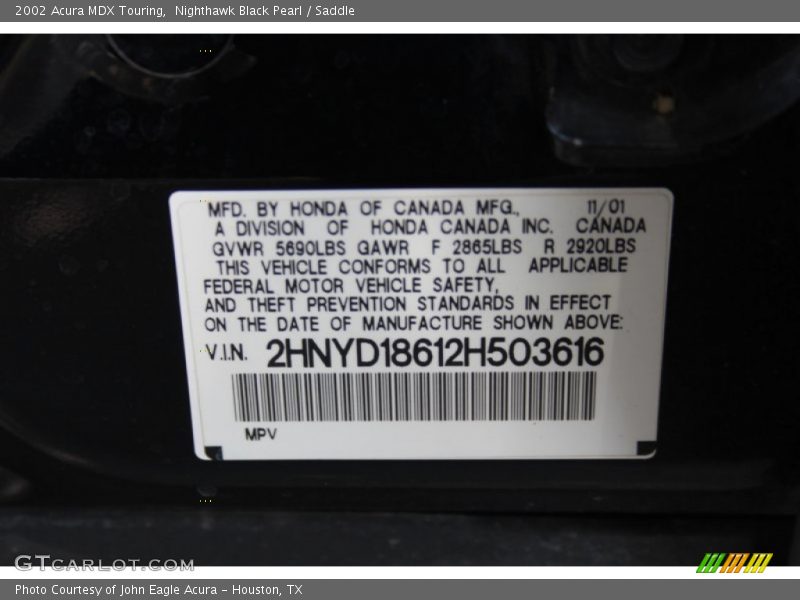 2002 Acura MDX Touring,  Nighthawk Black Pearl / Saddle
MFD. BY HONDA OF CANADA MFG., 11/01
A DIVISION OF HONDA CANADA INC. CANADA
GVWR 5690LBS GAWR F 2865LBS R 2920LBS
THIS VEHICLE CONFORMS TO ALL APPLICABLE
FEDERAL MOTOR VEHICLE SAFETY,
AND THEFT PREVENTION STANDARDS IN EFFECT
ON THE DATE OF MANUFACTURE SHOWN ABOVE:
V.I.N. 2HNYD18612H503616
MPV
GTCARLOT.COM
Photo Courtesy of John Eagle Acura – Houston, TX